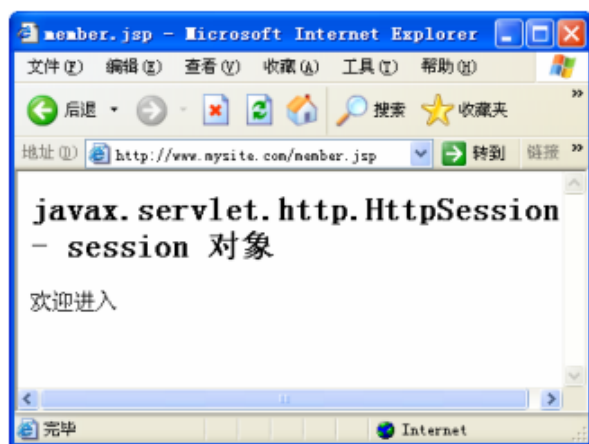 member.jsp - Microsoft Internet Explorer
文件(F) 编辑(E) 查看(V) 收藏(A) 工具(T) 帮助(H)
后退 搜索 收藏夹 »
地址(D) http://www.mysite.com/member.jsp 转到 链接 »
javax.servlet.http.HttpSession
- session 对象
欢迎进入
完毕 Internet